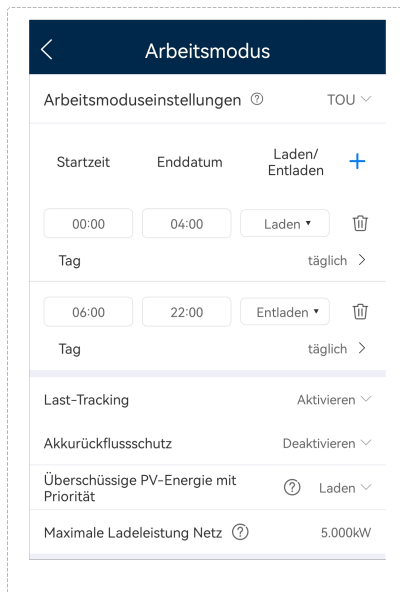 Arbeitsmodus
Arbeitsmoduseinstellungen ? TOU
Startzeit Enddatum Laden/
Entladen +
00:00 04:00 Laden
Tag täglich
06:00 22:00 Entladen
Tag täglich
Last-Tracking Aktivieren
Akkurückflussschutz Deaktivieren
Überschüssige PV-Energie mit
Priorität ? Laden
Maximale Ladeleistung Netz ? 5.000kW